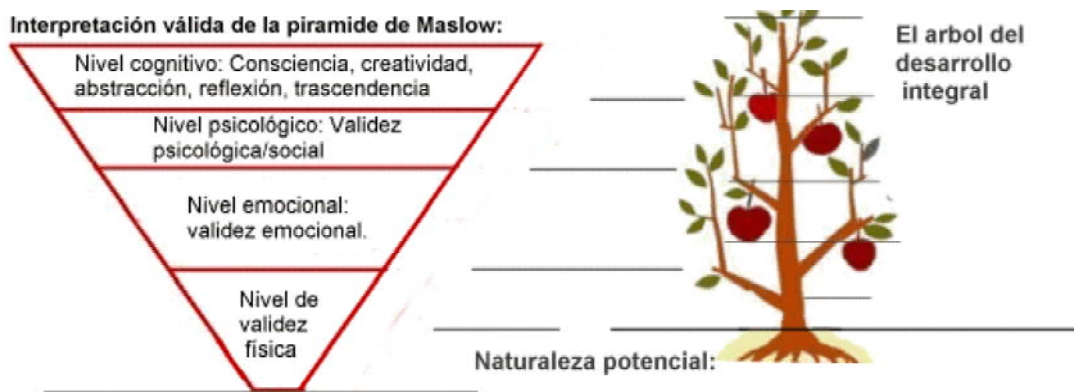 Interpretación válida de la piramide de Maslow:
Nivel cognitivo: Consciencia, creatividad,
abstracción, reflexión, trascendencia
Nivel psicológico: Validez
psicológica/social
Nivel emocional:
validez emocional.
Nivel de
validez
física
El arbol del
desarrollo
integral
Naturaleza potencial: